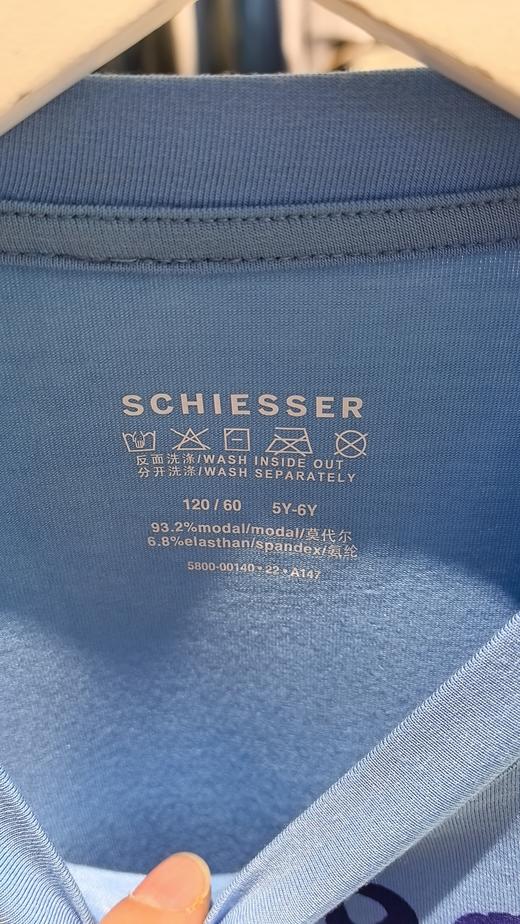 SCHIESSER
反面洗涤/WASH INSIDE OUT
分开洗涤/WASH SEPARATELY
120 / 60 5Y-6Y
93.2%modal/modal/莫代尔
6.8%elasthan/spandex/氨纶
5800-00140 • 22 • A147